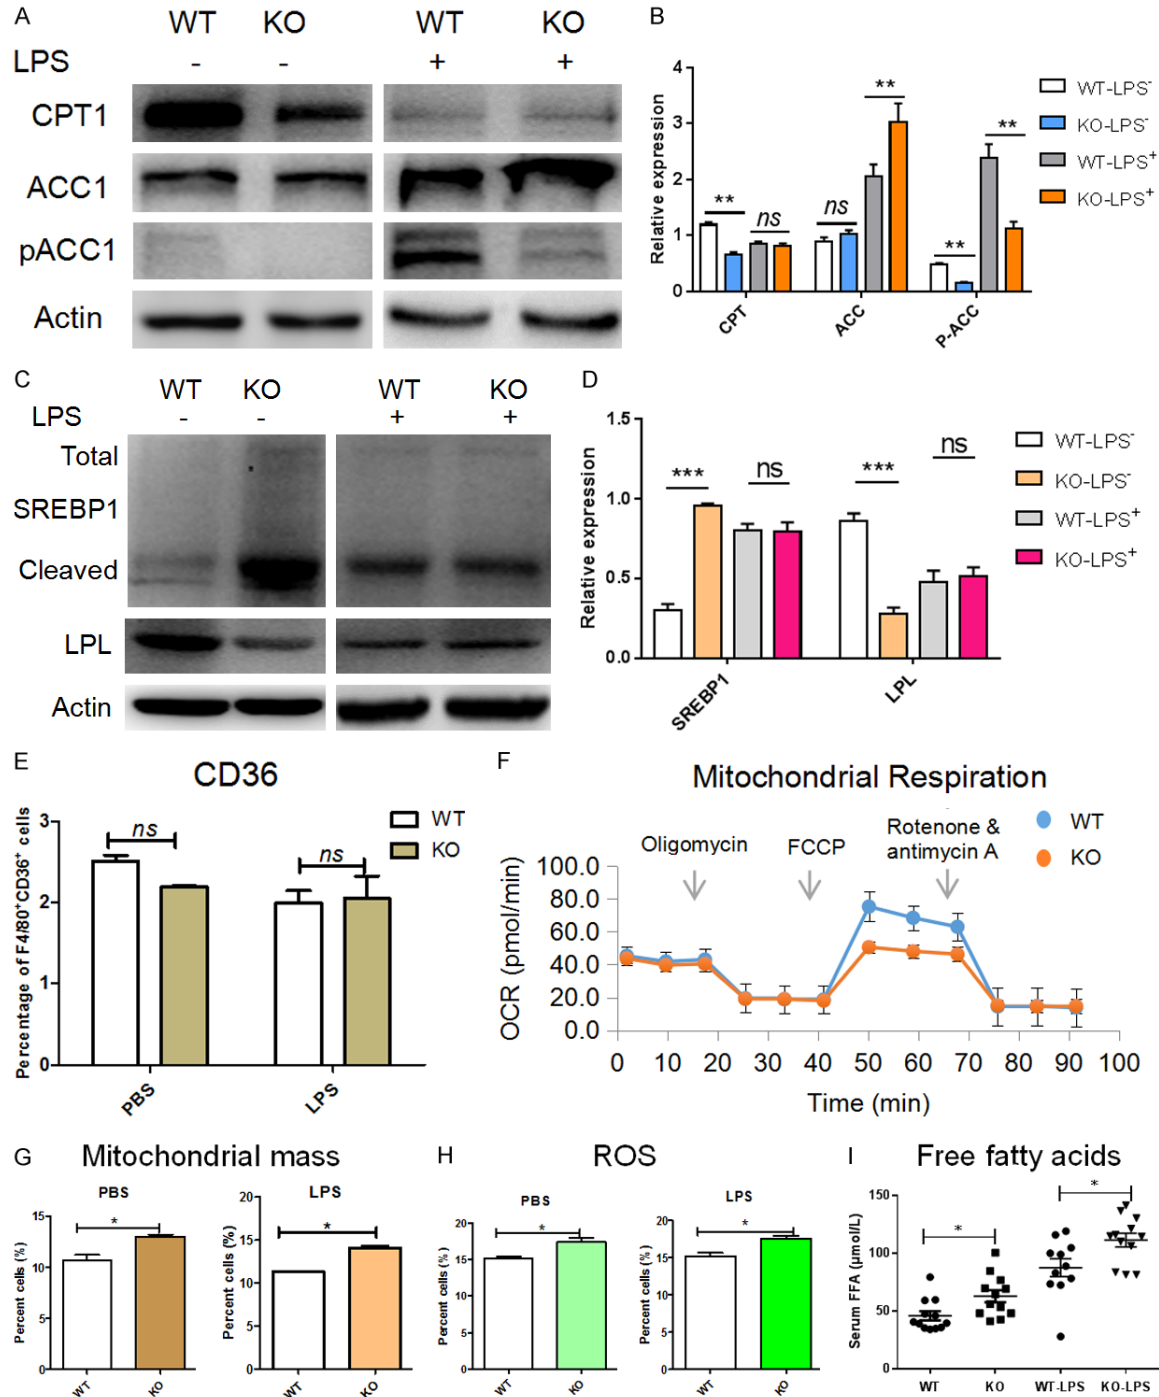 A
WT KO WT KO
LPS - - + +
CPT1
ACC1
pACC1
Actin
B
Relative expression
4
3
2
1
0
** ns ns ** ** **
CPT ACC P-ACC
WT-LPS⁻
KO-LPS⁻
WT-LPS⁺
KO-LPS⁺
C
WT KO WT KO
LPS - - + +
Total
SREBP1
Cleaved
LPL
Actin
D
Relative expression
1.5
1.0
0.5
0.0
*** ns *** ns
SREBP1 LPL
WT-LPS⁻
KO-LPS⁻
WT-LPS⁺
KO-LPS⁺
E
CD36
Percentage of F4/80⁺CD36⁺ cells
3
2
1
0
ns ns
PBS LPS
WT
KO
F
Mitochondrial Respiration
WT
KO
Oligomycin FCCP Rotenone &
antimycin A
OCR (pmol/min)
100.0
80.0
60.0
40.0
20.0
0.0
0 10 20 30 40 50 60 70 80 90 100
Time (min)
G Mitochondrial mass
PBS
Percent cells (%)
15
10
5
0
*
WT KO
LPS
Percent cells (%)
20
15
10
5
0
*
WT KO
H ROS
PBS
Percent cells (%)
20
15
10
5
0
*
WT KO
LPS
Percent cells (%)
20
15
10
5
0
*
WT KO
I Free fatty acids
Serum FFA (µmol/L)
150
100
50
0
* *
WT KO WT-LPS KO-LPS